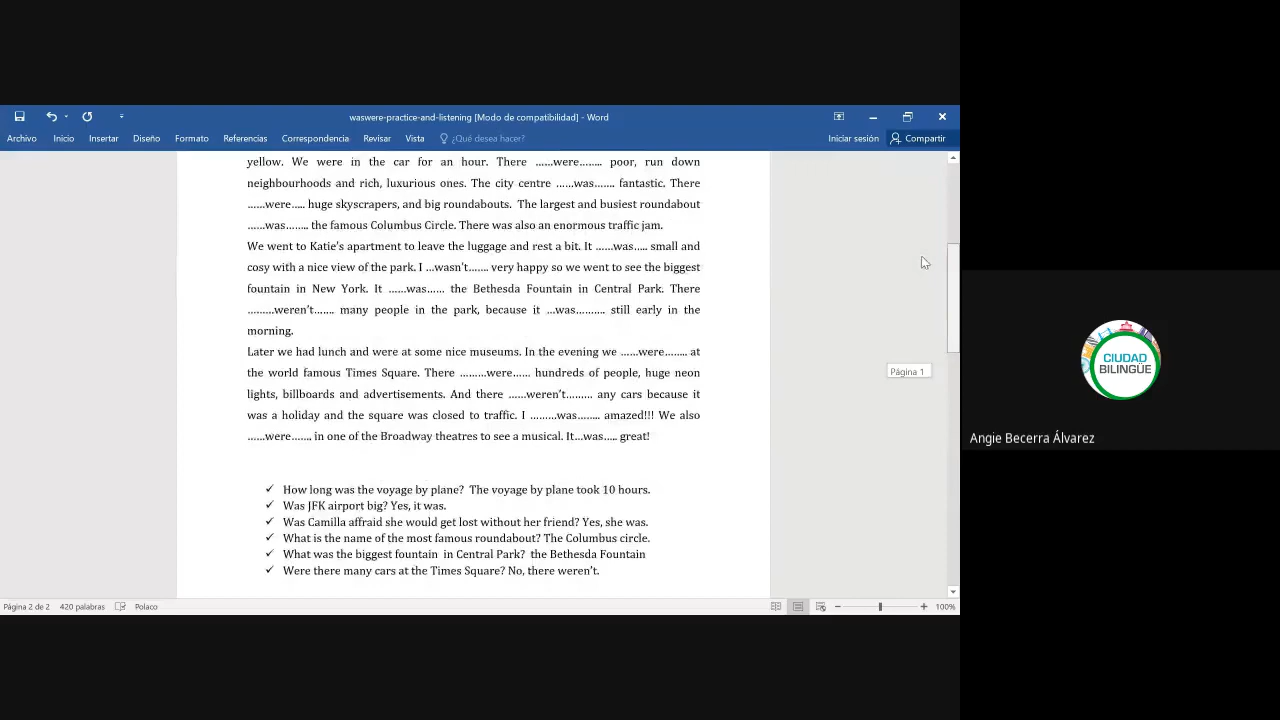 waswere-practice-and-listening [Modo de compatibilidad] - Word
Archivo Inicio Insertar Diseño Formato Referencias Correspondencia Revisar Vista ¿Qué desea hacer? Iniciar sesión Compartir
yellow. We were in the car for an hour. There ……were…….. poor, run down
neighbourhoods and rich, luxurious ones. The city centre ……was……. fantastic. There
……were….. huge skyscrapers, and big roundabouts. The largest and busiest roundabout
……was…….. the famous Columbus Circle. There was also an enormous traffic jam.
We went to Katie's apartment to leave the luggage and rest a bit. It ……was….. small and
cosy with a nice view of the park. I …wasn't……. very happy so we went to see the biggest
fountain in New York. It ……was…… the Bethesda Fountain in Central Park. There
………weren't……. many people in the park, because it …was………. still early in the
morning.
Later we had lunch and were at some nice museums. In the evening we ……were…….. at
the world famous Times Square. There ………were…… hundreds of people, huge neon
lights, billboards and advertisements. And there ……weren't……… any cars because it
was a holiday and the square was closed to traffic. I ………was…….. amazed!!! We also
……were……. in one of the Broadway theatres to see a musical. It…was….. great!
✓ How long was the voyage by plane? The voyage by plane took 10 hours.
✓ Was JFK airport big? Yes, it was.
✓ Was Camilla affraid she would get lost without her friend? Yes, she was.
✓ What is the name of the most famous roundabout? The Columbus circle.
✓ What was the biggest fountain in Central Park? the Bethesda Fountain
✓ Were there many cars at the Times Square? No, there weren't.
Página 1
Página 2 de 2 420 palabras Polaco 100%
CIUDAD
BILINGÜE
Angie Becerra Álvarez